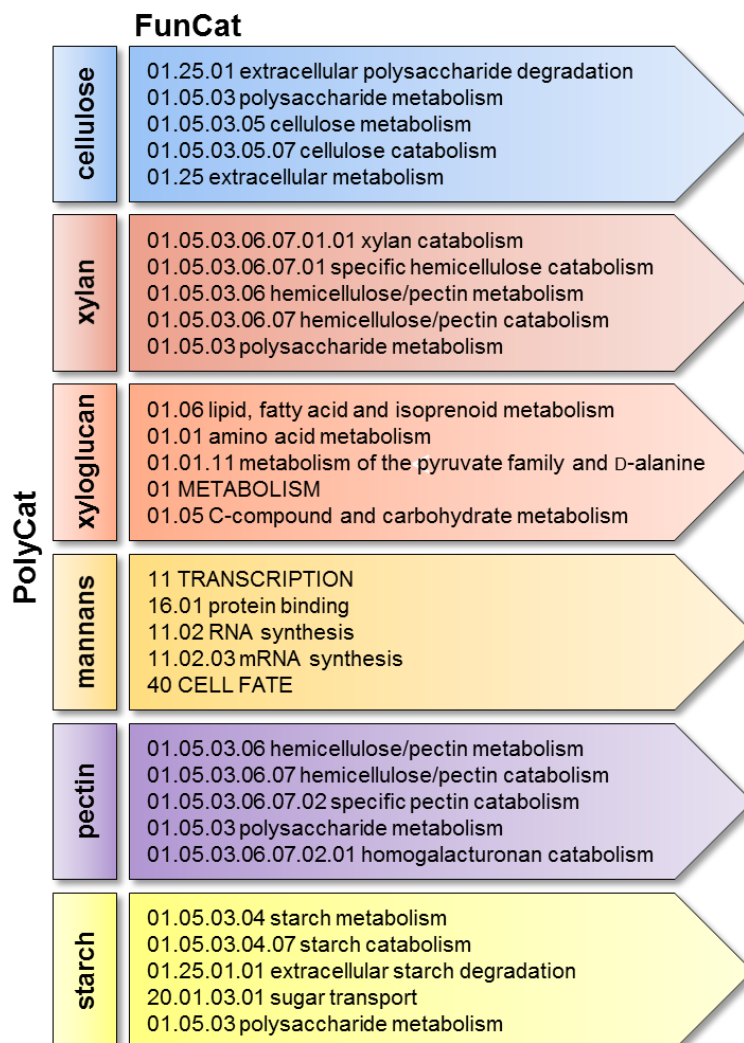 FunCat
PolyCat
cellulose
01.25.01 extracellular polysaccharide degradation
01.05.03 polysaccharide metabolism
01.05.03.05 cellulose metabolism
01.05.03.05.07 cellulose catabolism
01.25 extracellular metabolism
xylan
01.05.03.06.07.01.01 xylan catabolism
01.05.03.06.07.01 specific hemicellulose catabolism
01.05.03.06 hemicellulose/pectin metabolism
01.05.03.06.07 hemicellulose/pectin catabolism
01.05.03 polysaccharide metabolism
xyloglucan
01.06 lipid, fatty acid and isoprenoid metabolism
01.01 amino acid metabolism
01.01.11 metabolism of the pyruvate family and D-alanine
01 METABOLISM
01.05 C-compound and carbohydrate metabolism
mannans
11 TRANSCRIPTION
16.01 protein binding
11.02 RNA synthesis
11.02.03 mRNA synthesis
40 CELL FATE
pectin
01.05.03.06 hemicellulose/pectin metabolism
01.05.03.06.07 hemicellulose/pectin catabolism
01.05.03.06.07.02 specific pectin catabolism
01.05.03 polysaccharide metabolism
01.05.03.06.07.02.01 homogalacturonan catabolism
starch
01.05.03.04 starch metabolism
01.05.03.04.07 starch catabolism
01.25.01.01 extracellular starch degradation
20.01.03.01 sugar transport
01.05.03 polysaccharide metabolism